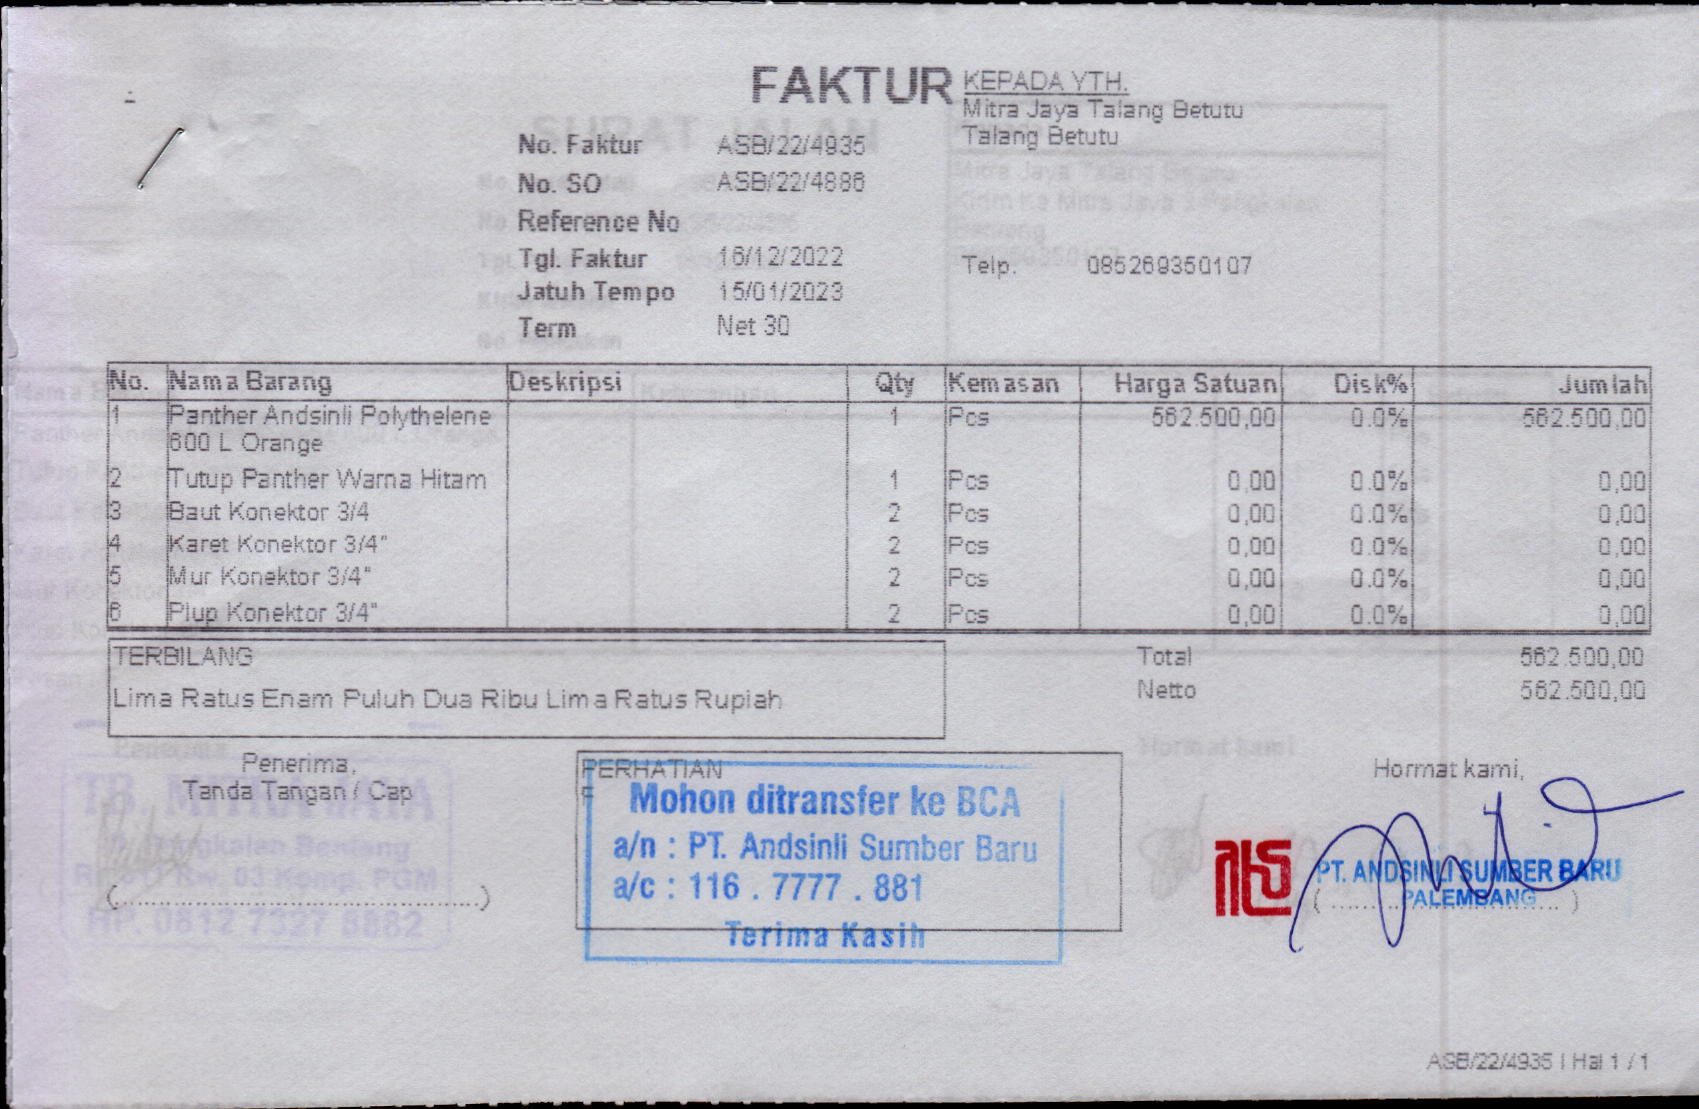 FAKTUR
KEPADA YTH.
Mitra Jaya Talang Betutu
Talang Betutu
No. Faktur ASB/22/4935
No. SO ASB/22/4886
Reference No
Tgl. Faktur 16/12/2022
Telp. 085269350107
Jatuh Tempo 15/01/2023
Term Net 30
No. Nama Barang Deskripsi Qty Kemasan Harga Satuan Disk% Jumlah
1 Panther Andsinli Polythelene 1 Pcs 562.500,00 0.0% 562.500,00
600 L Orange
2 Tutup Panther Warna Hitam 1 Pcs 0,00 0.0% 0,00
3 Baut Konektor 3/4 2 Pcs 0,00 0.0% 0,00
4 Karet Konektor 3/4" 2 Pcs 0,00 0.0% 0,00
5 Mur Konektor 3/4" 2 Pcs 0,00 0.0% 0,00
6 Plup Konektor 3/4" 2 Pcs 0,00 0.0% 0,00
TERBILANG
Lima Ratus Enam Puluh Dua Ribu Lima Ratus Rupiah
Total 562.500,00
Netto 562.500,00
Penerima,
Tanda Tangan / Cap
TB. MITRA JAYA
RP. 0812 7327 8882
PERHATIAN
Mohon ditransfer ke BCA
a/n : PT. Andsinli Sumber Baru
a/c : 116 . 7777 . 881
Terima Kasih
Hormat kami,
PT. ANDSINLI SUMBER BARU
PALEMBANG
ASB/22/4935 | Hal 1 / 1